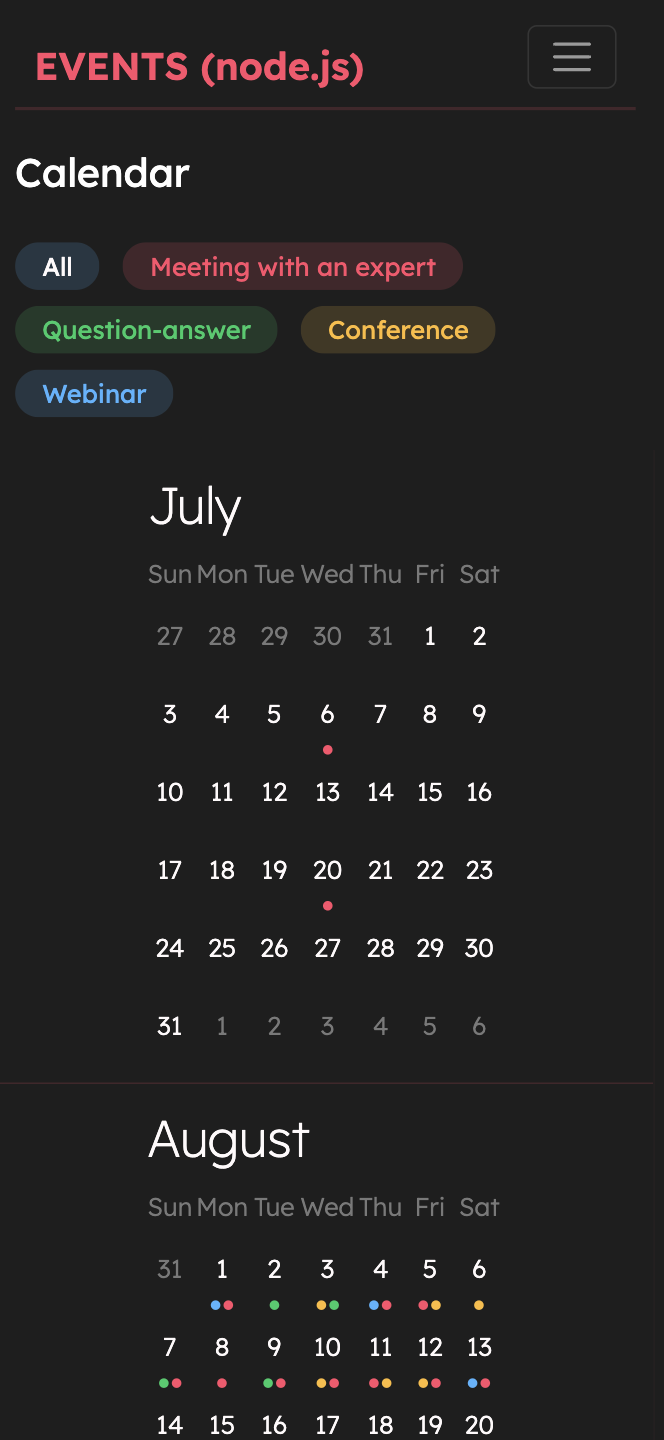 EVENTS (node.js)
Calendar
All Meeting with an expert
Question-answer Conference
Webinar
July
Sun Mon Tue Wed Thu Fri Sat
27 28 29 30 31 1 2
3 4 5 6 7 8 9
10 11 12 13 14 15 16
17 18 19 20 21 22 23
24 25 26 27 28 29 30
31 1 2 3 4 5 6
August
Sun Mon Tue Wed Thu Fri Sat
31 1 2 3 4 5 6
7 8 9 10 11 12 13
14 15 16 17 18 19 20